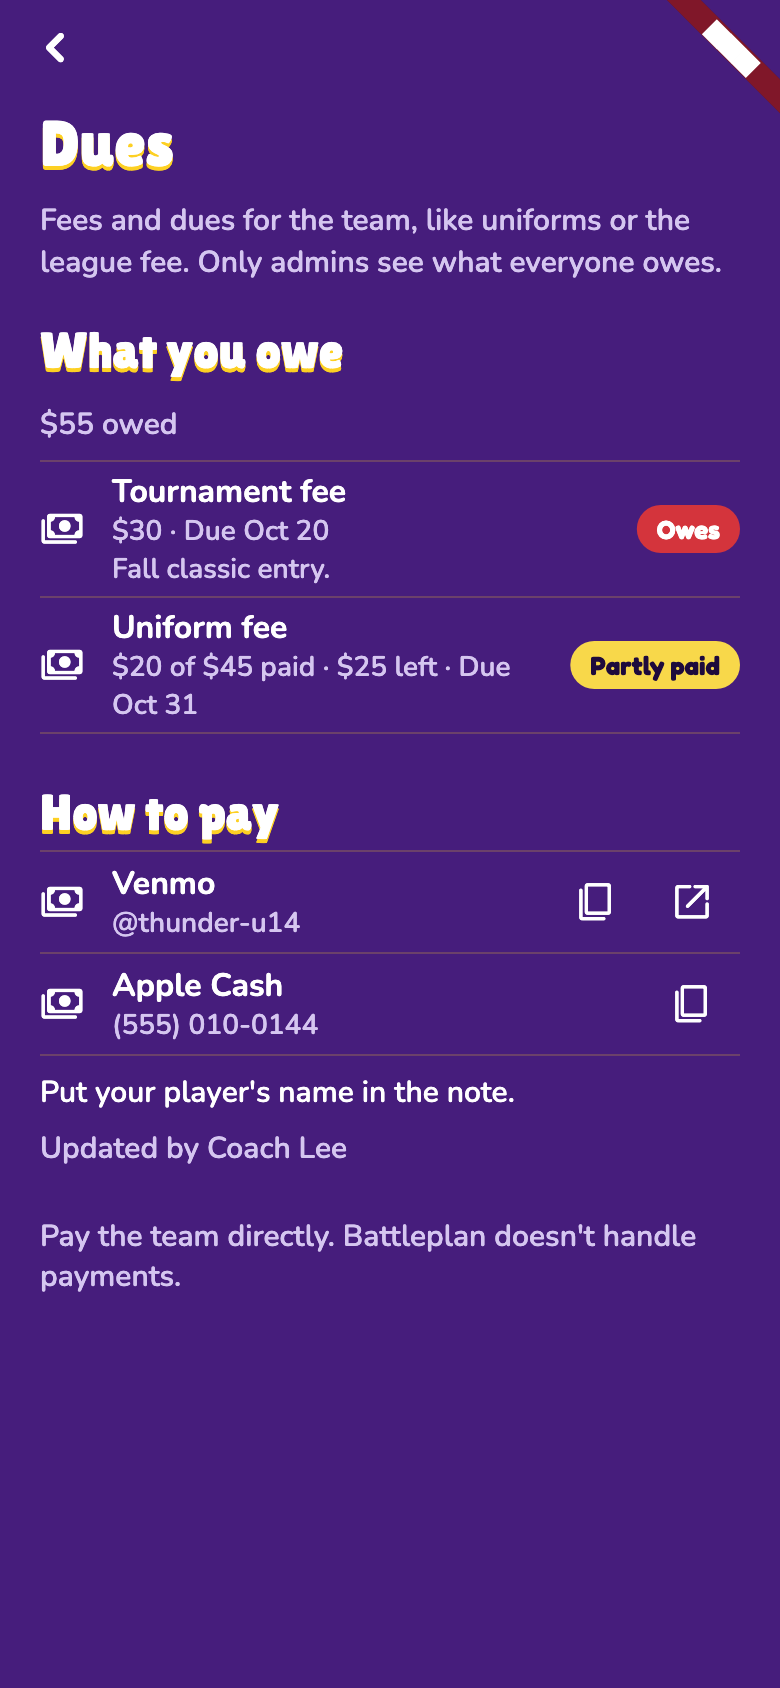 Dues
Fees and dues for the team, like uniforms or the
league fee. Only admins see what everyone owes.
What you owe
$55 owed
Tournament fee
$30 · Due Oct 20
Fall classic entry.
Owes
Uniform fee
$20 of $45 paid · $25 left · Due
Oct 31
Partly paid
How to pay
Venmo
@thunder-u14
Apple Cash
(555) 010-0144
Put your player's name in the note.
Updated by Coach Lee
Pay the team directly. Battleplan doesn't handle
payments.